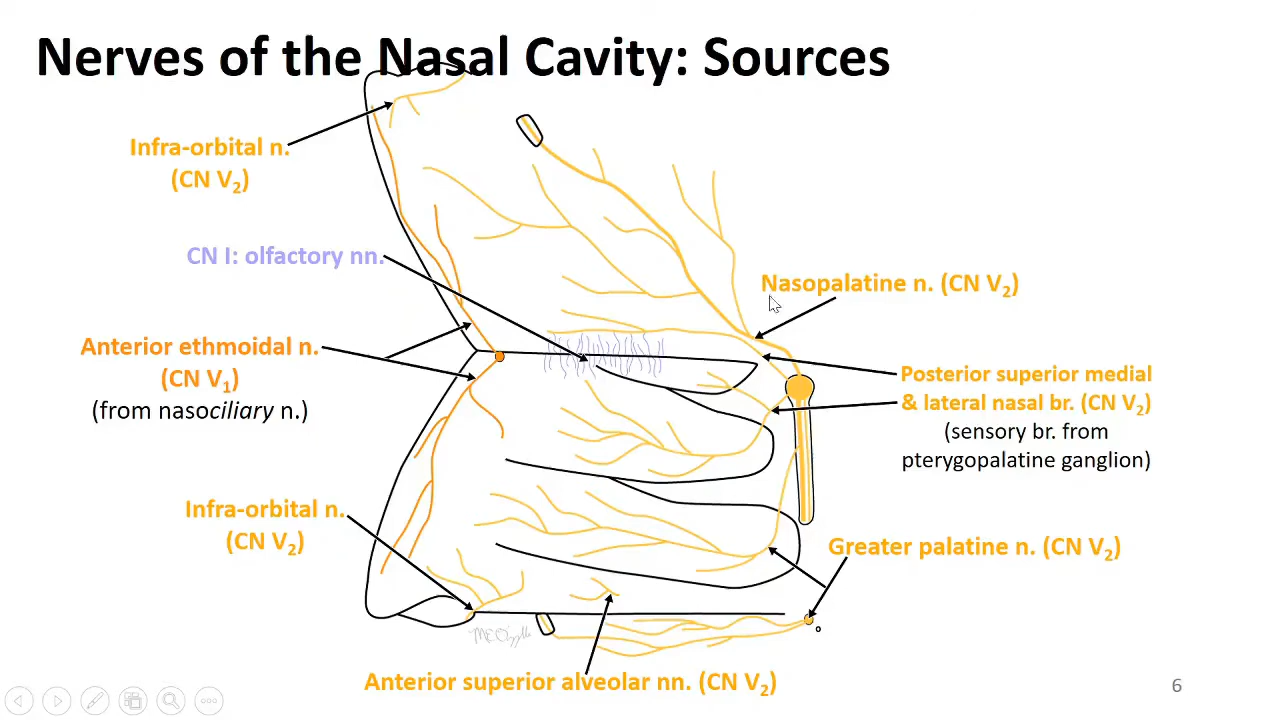 Nerves of the Nasal Cavity: Sources
Infra-orbital n.
(CN V₂)
CN I: olfactory nn.
Nasopalatine n. (CN V₂)
Anterior ethmoidal n.
(CN V₁)
(from nasociliary n.)
Posterior superior medial
& lateral nasal br. (CN V₂)
(sensory br. from
pterygopalatine ganglion)
Infra-orbital n.
(CN V₂)
Greater palatine n. (CN V₂)
Anterior superior alveolar nn. (CN V₂)
6